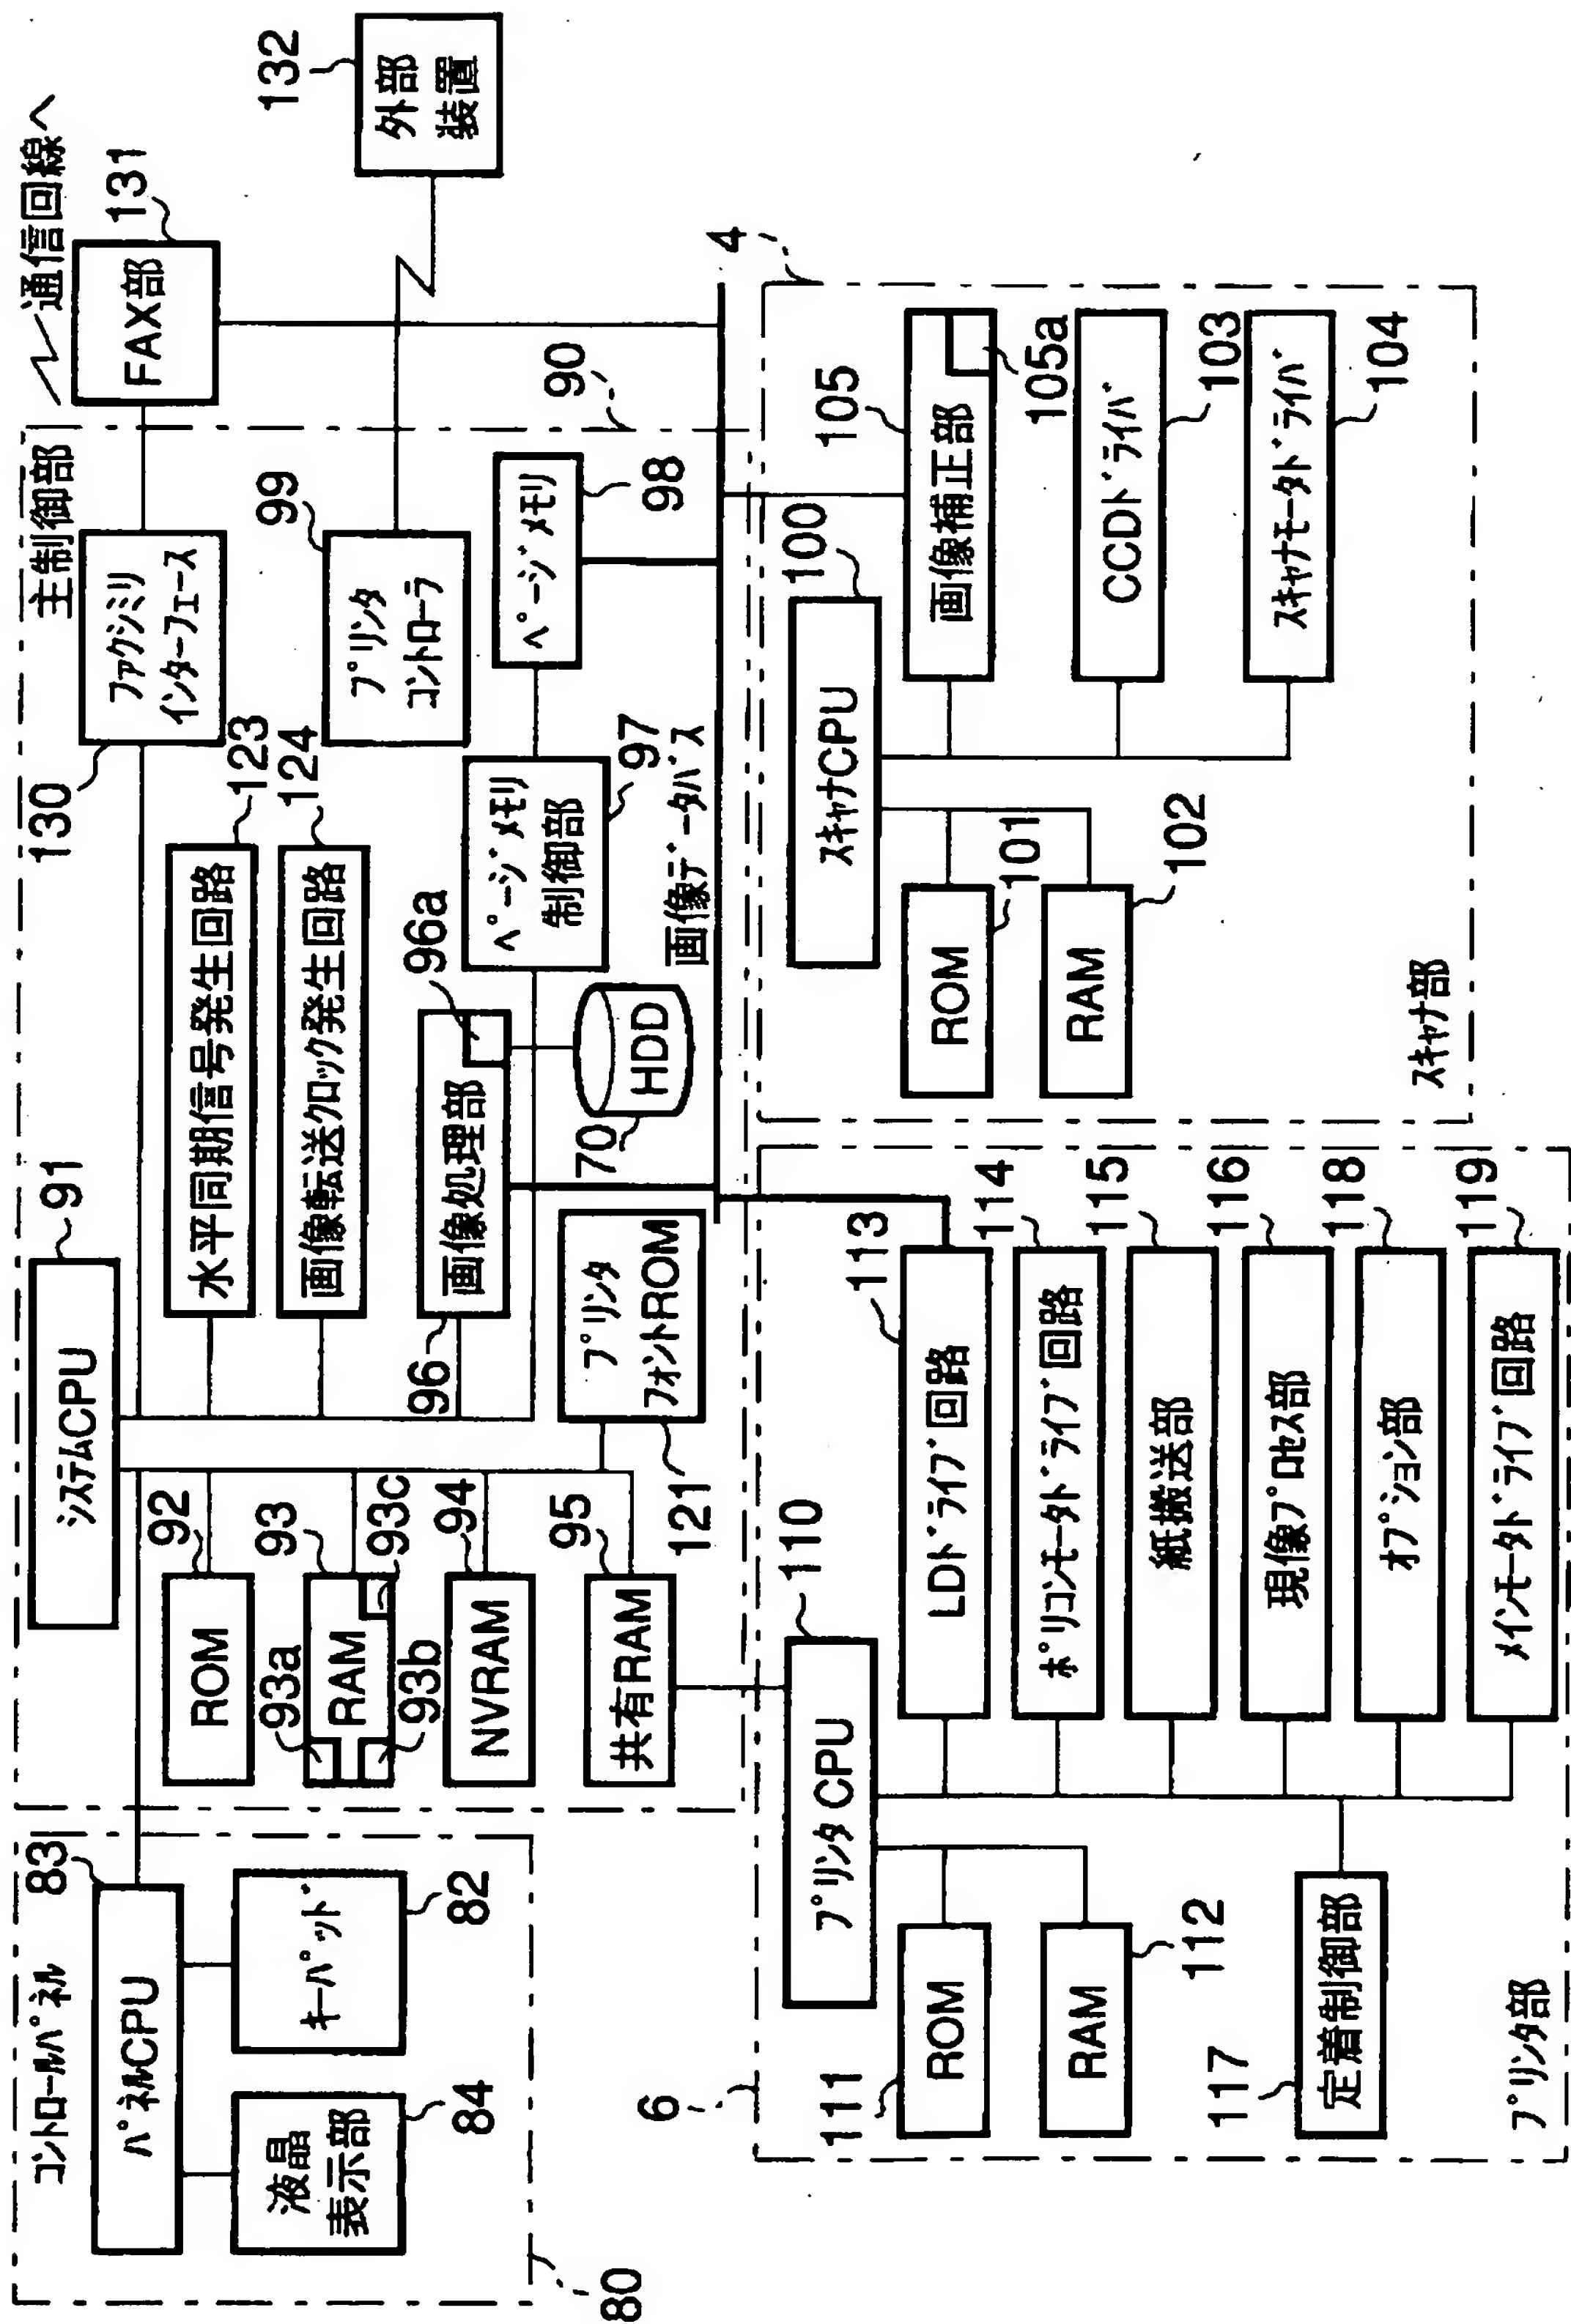 コントロールパネル
83
パネルCPU
液晶
表示部
84
キーパッド
82
80
主制御部
90
システムCPU
91
ROM
92
RAM
93
93a
93b
93c
NVRAM
94
共有RAM
95
水平同期信号発生回路
123
画像転送クロック発生回路
124
画像処理部
96
96a
プリンタ
フォントROM
121
HDD
70
ページメモリ
制御部
97
ページメモリ
98
プリンタ
コントローラ
99
ファクシミリ
インターフェース
130
FAX部
131
通信回線へ
外部
装置
132
画像データバス
プリンタ部
6
プリンタCPU
110
ROM
111
RAM
112
LDドライブ回路
113
ポリコンモータドライブ回路
114
紙搬送部
115
現像プロセス部
116
定着制御部
117
オプション部
118
メインモータドライブ回路
119
スキャナ部
4
スキャナCPU
100
ROM
101
RAM
102
画像補正部
105
105a
CCDドライバ
103
スキャナモータドライバ
104